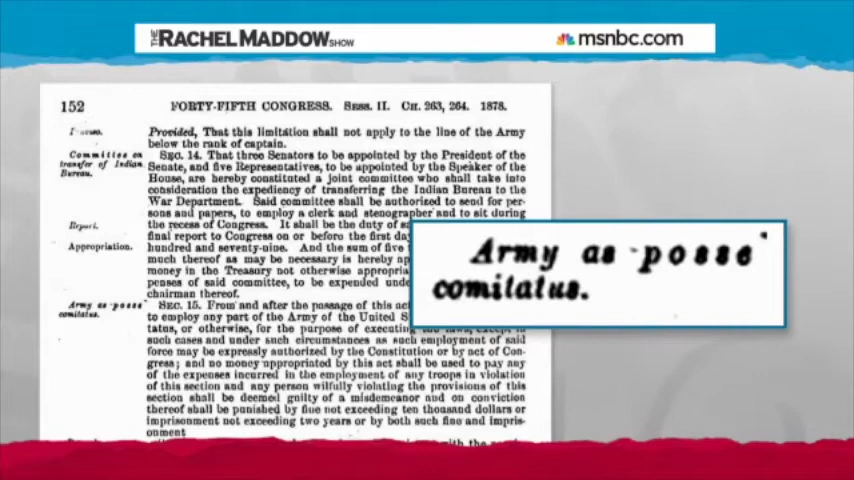 THE RACHEL MADDOW SHOW
msnbc.com
152 FORTY-FIFTH CONGRESS. SESS. II. CH. 263, 264. 1878.
Provided, That this limitation shall not apply to the line of the Army
below the rank of captain.
Committee on
transfer of Indian
Bureau.
SEC. 14. That three Senators to be appointed by the President of the
Senate, and five Representatives, to be appointed by the Speaker of the
House, are hereby constituted a joint committee who shall take into
consideration the expediency of transferring the Indian Bureau to the
War Department. Said committee shall be authorized to send for per-
sons and papers, to employ a clerk and stenographer and to sit during
Report.
the recess of Congress. It shall be the duty of
final report to Congress on or before the first day
Appropriation.
hundred and seventy-nine. And the sum of five
much thereof as may be necessary is hereby
money in the Treasury not otherwise
penses of said committee, to be expended
chairman thereof.
Army as posse
comitatus.
SEC. 15. From and after the passage of this act
to employ any part of the Army of the United
tatus, or otherwise, for the purpose of executing the laws, except in
such cases and under such circumstances as such employment of said
force may be expressly authorized by the Constitution or by act of Con-
gress; and no money appropriated by this act shall be used to pay any
of the expenses incurred in the employment of any troops in violation
of this section and any person wilfully violating the provisions of this
section shall be deemed guilty of a misdemeanor and on conviction
thereof shall be punished by fine not exceeding ten thousand dollars or
imprisonment not exceeding two years or by both such fine and impris-
onment
Army as posse
comitatus.